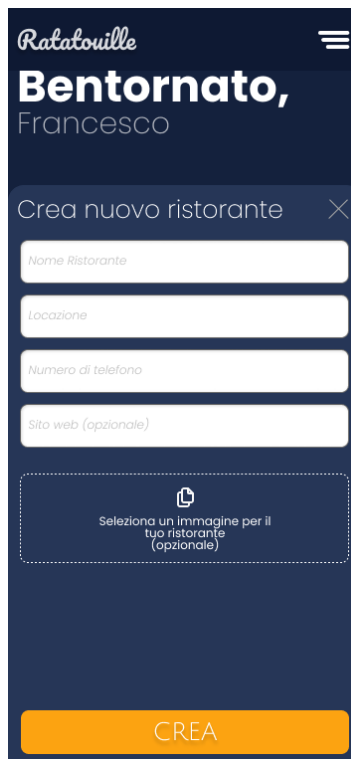 Ratatouille
Bentornato,
Francesco
Crea nuovo ristorante
Nome Ristorante
Locazione
Numero di telefono
Sito web (opzionale)
Seleziona un immagine per il
tuo ristorante
(opzionale)
CREA